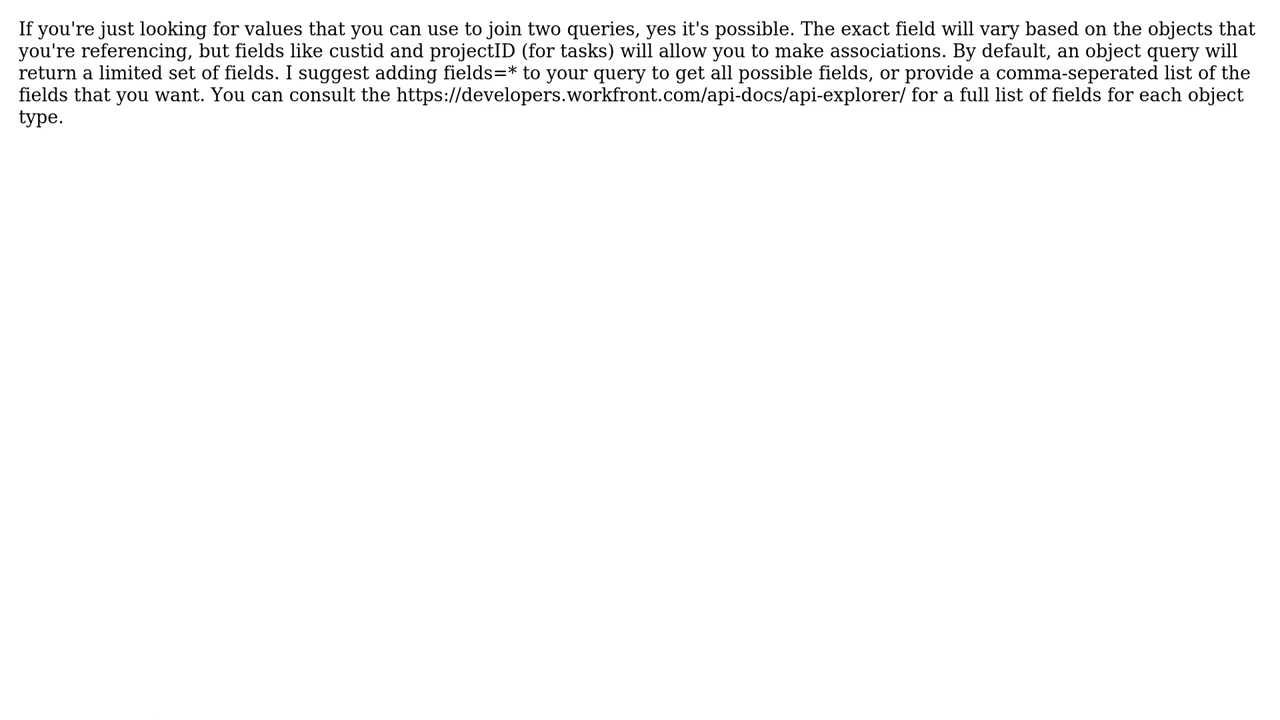 If you're just looking for values that you can use to join two queries, yes it's possible. The exact field will vary based on the objects that
you're referencing, but fields like custid and projectID (for tasks) will allow you to make associations. By default, an object query will
return a limited set of fields. I suggest adding fields=* to your query to get all possible fields, or provide a comma-seperated list of the
fields that you want. You can consult the https://developers.workfront.com/api-docs/api-explorer/ for a full list of fields for each object
type.